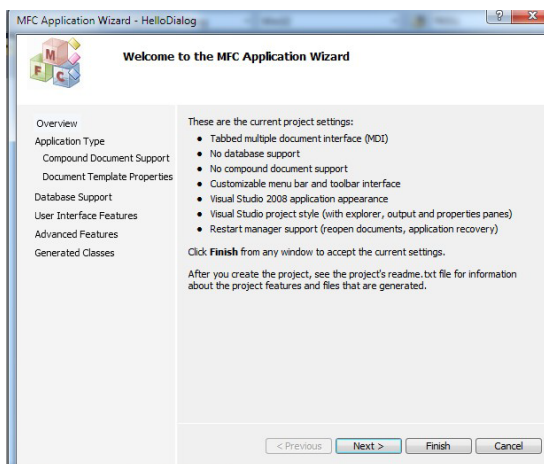 MFC Application Wizard - HelloDialog
M
F C
Welcome to the MFC Application Wizard
Overview
Application Type
Compound Document Support
Document Template Properties
Database Support
User Interface Features
Advanced Features
Generated Classes
These are the current project settings:
• Tabbed multiple document interface (MDI)
• No database support
• No compound document support
• Customizable menu bar and toolbar interface
• Visual Studio 2008 application appearance
• Visual Studio project style (with explorer, output and properties panes)
• Restart manager support (reopen documents, application recovery)
Click Finish from any window to accept the current settings.
After you create the project, see the project's readme.txt file for information
about the project features and files that are generated.
< Previous Next > Finish Cancel